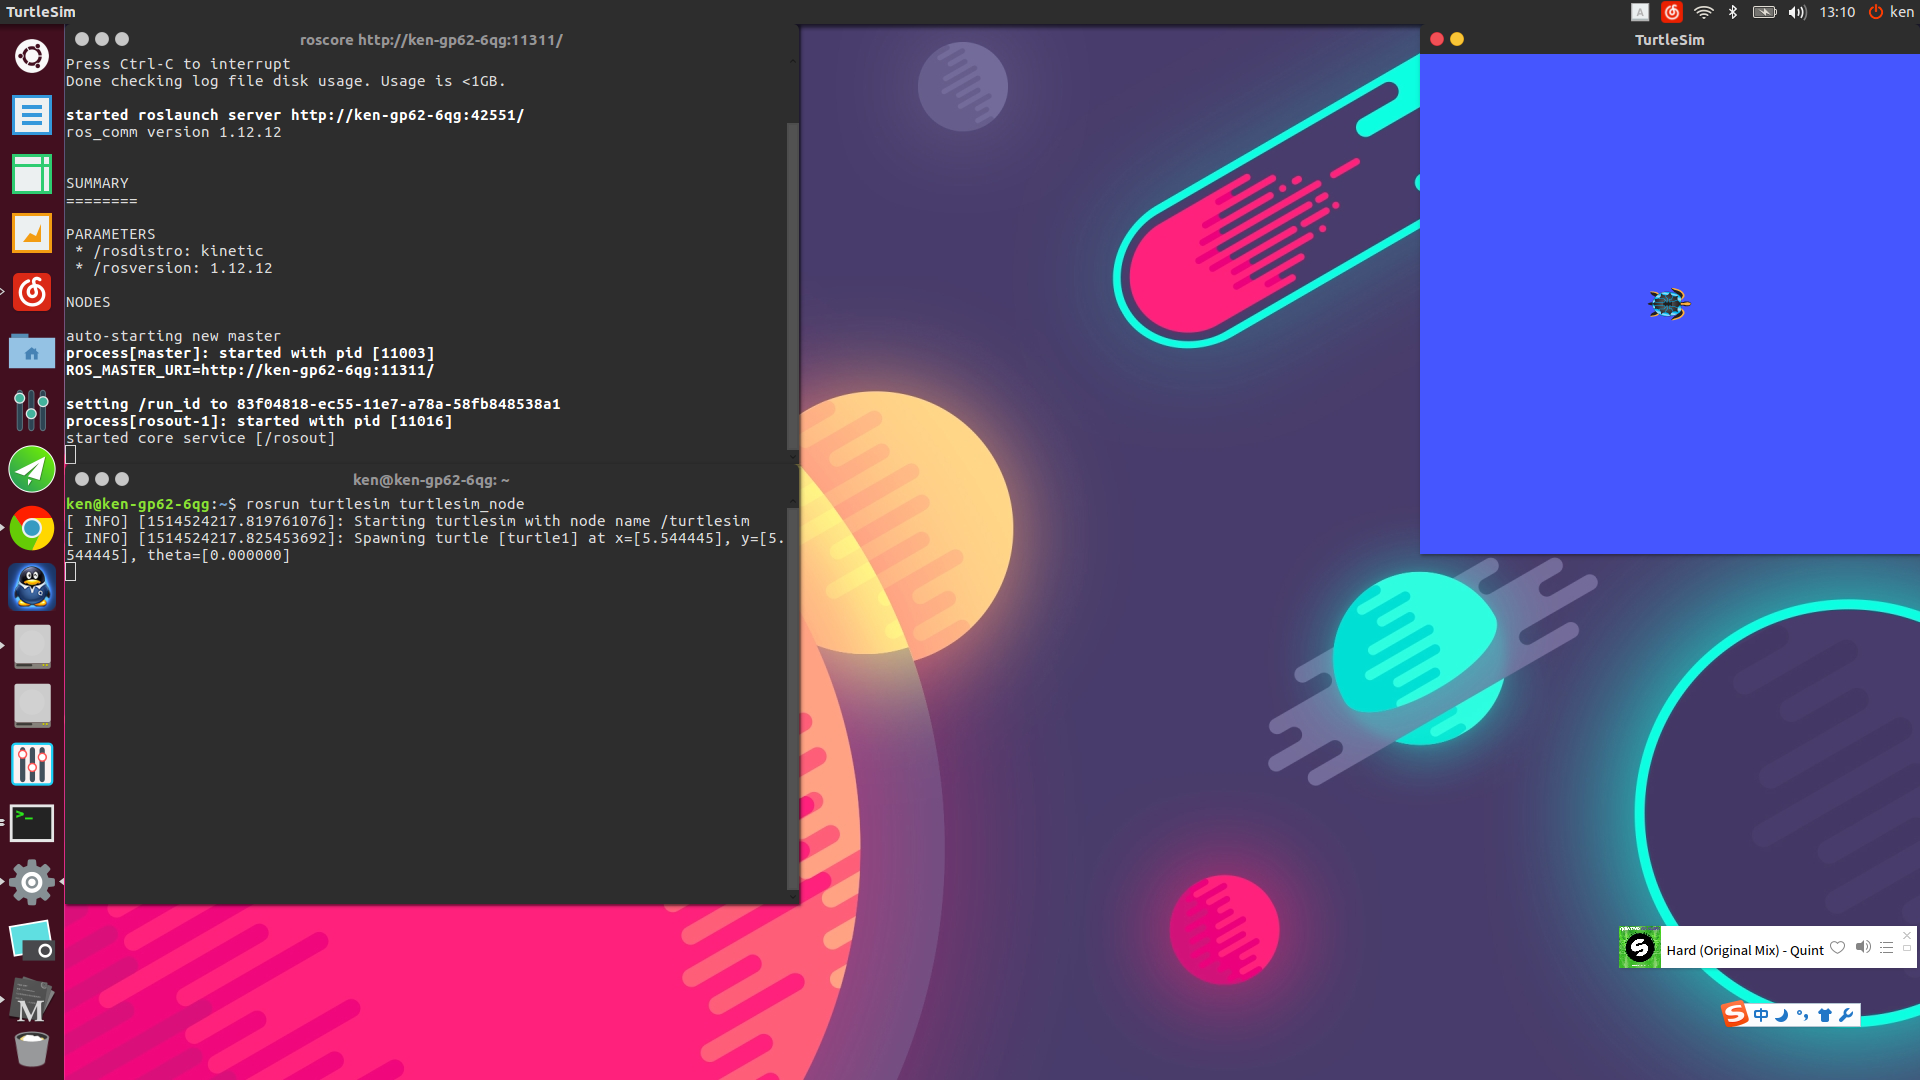 TurtleSim
A
13:10
ken
roscore http://ken-gp62-6qg:11311/
Press Ctrl-C to interrupt
Done checking log file disk usage. Usage is <1GB.
started roslaunch server http://ken-gp62-6qg:42551/
ros_comm version 1.12.12
SUMMARY
========
PARAMETERS
* /rosdistro: kinetic
* /rosversion: 1.12.12
NODES
auto-starting new master
process[master]: started with pid [11003]
ROS_MASTER_URI=http://ken-gp62-6qg:11311/
setting /run_id to 83f04818-ec55-11e7-a78a-58fb848538a1
process[rosout-1]: started with pid [11016]
started core service [/rosout]
ken@ken-gp62-6qg: ~
ken@ken-gp62-6qg:~$ rosrun turtlesim turtlesim_node
[ INFO] [1514524217.819761076]: Starting turtlesim with node name /turtlesim
[ INFO] [1514524217.825453692]: Spawning turtle [turtle1] at x=[5.544445], y=[5.
544445], theta=[0.000000]
TurtleSim
Hard (Original Mix) - Quint
S
中
>_
M